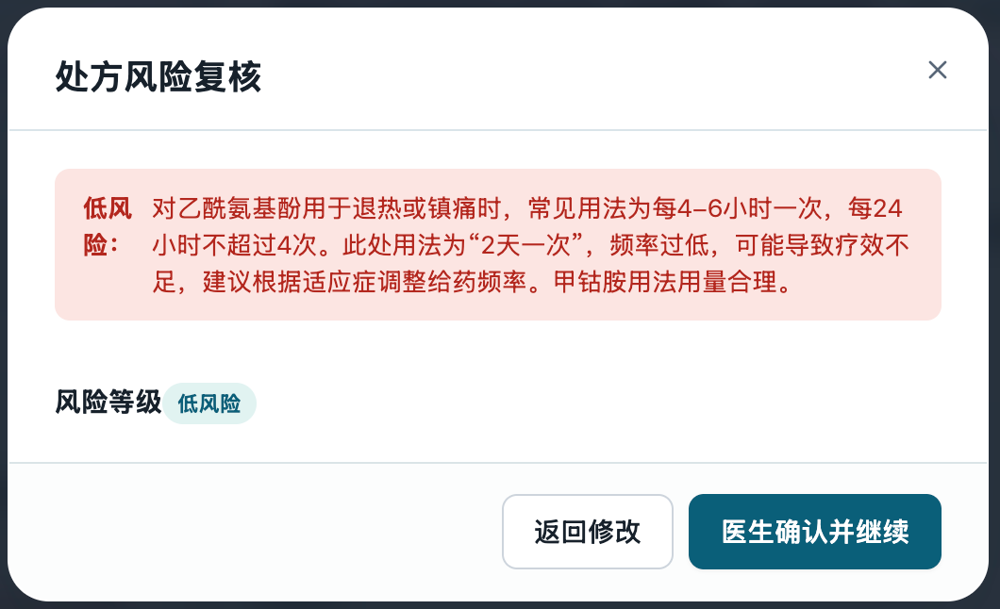 处方风险复核
低风险：
对乙酰氨基酚用于退热或镇痛时，常见用法为每4–6小时一次，每24
小时不超过4次。此处用法为“2天一次”，频率过低，可能导致疗效不
足，建议根据适应症调整给药频率。甲钴胺用法用量合理。
风险等级 低风险
返回修改 医生确认并继续